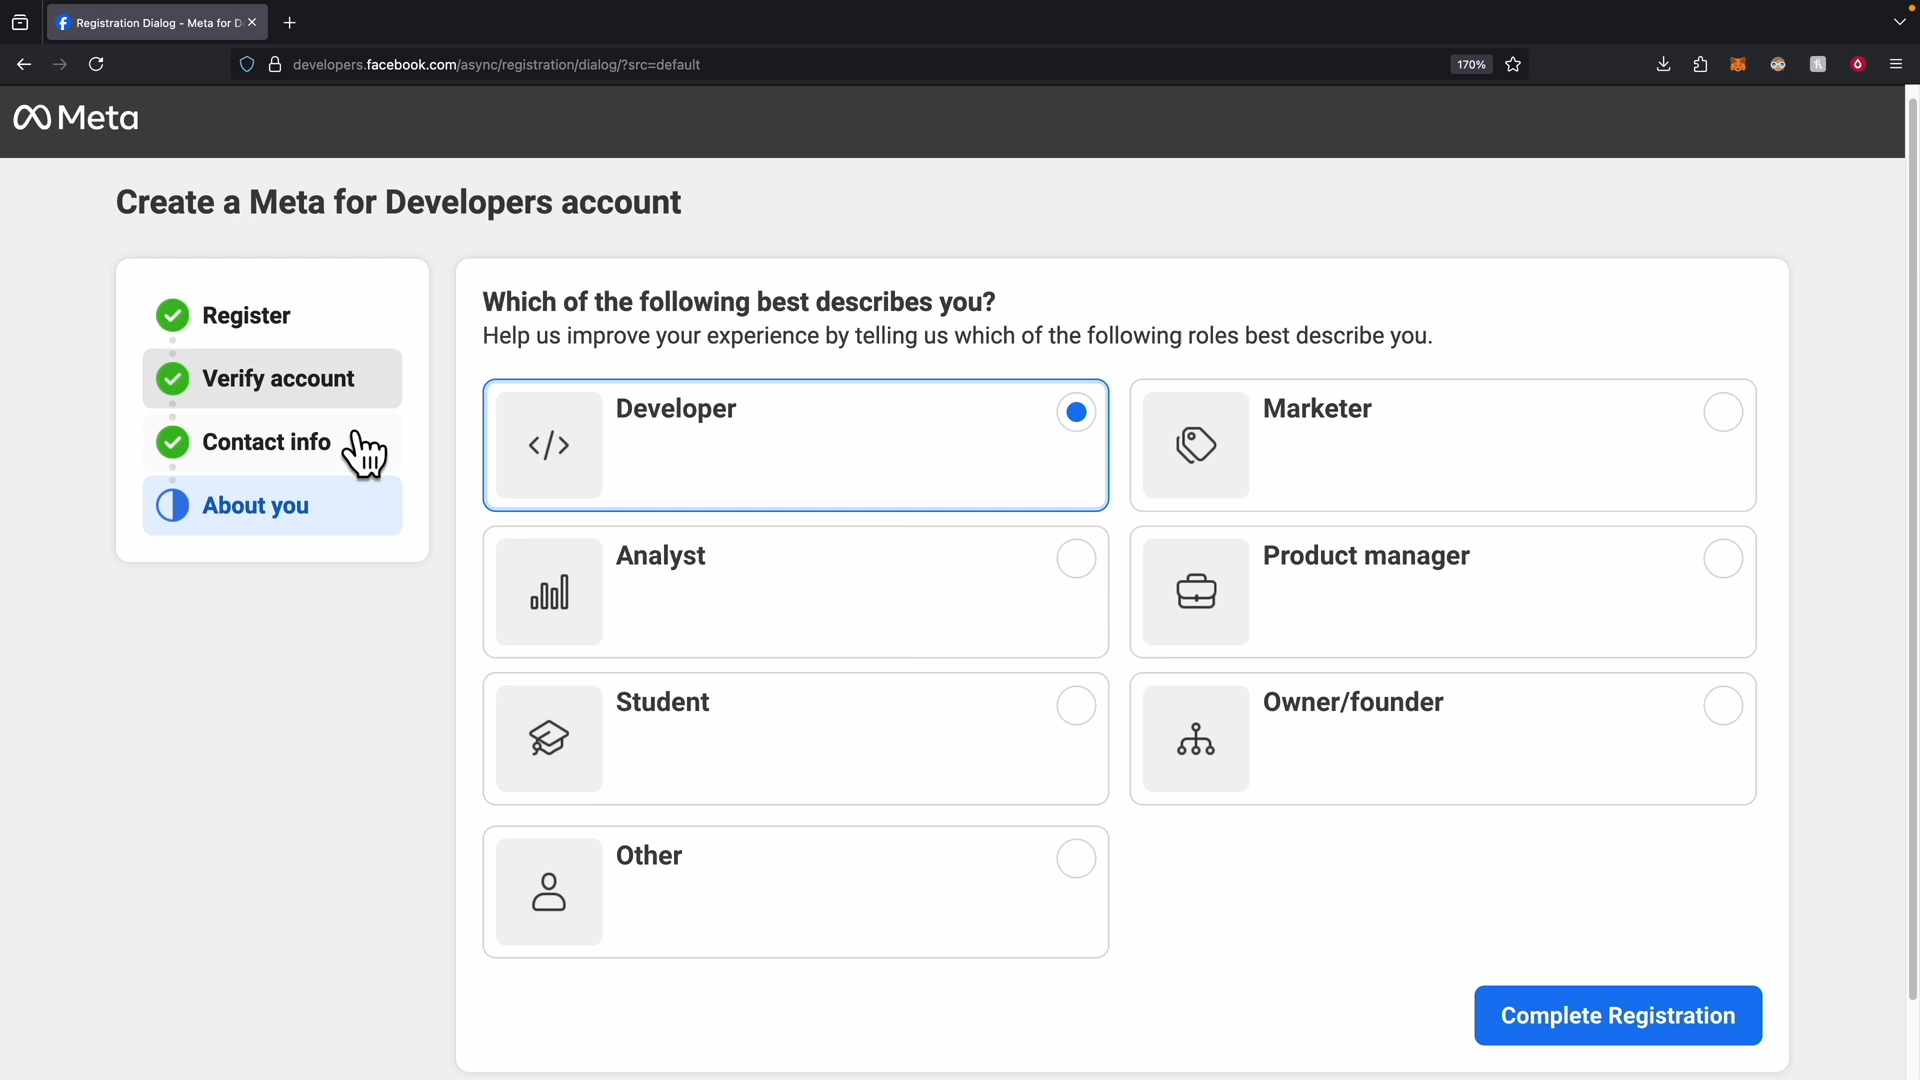 Registration Dialog - Meta for D
developers.facebook.com/async/registration/dialog/?src=default
170%
Meta
Create a Meta for Developers account
Register
Verify account
Contact info
About you
Which of the following best describes you?
Help us improve your experience by telling us which of the following roles best describe you.
Developer
Marketer
Analyst
Product manager
Student
Owner/founder
Other
Complete Registration